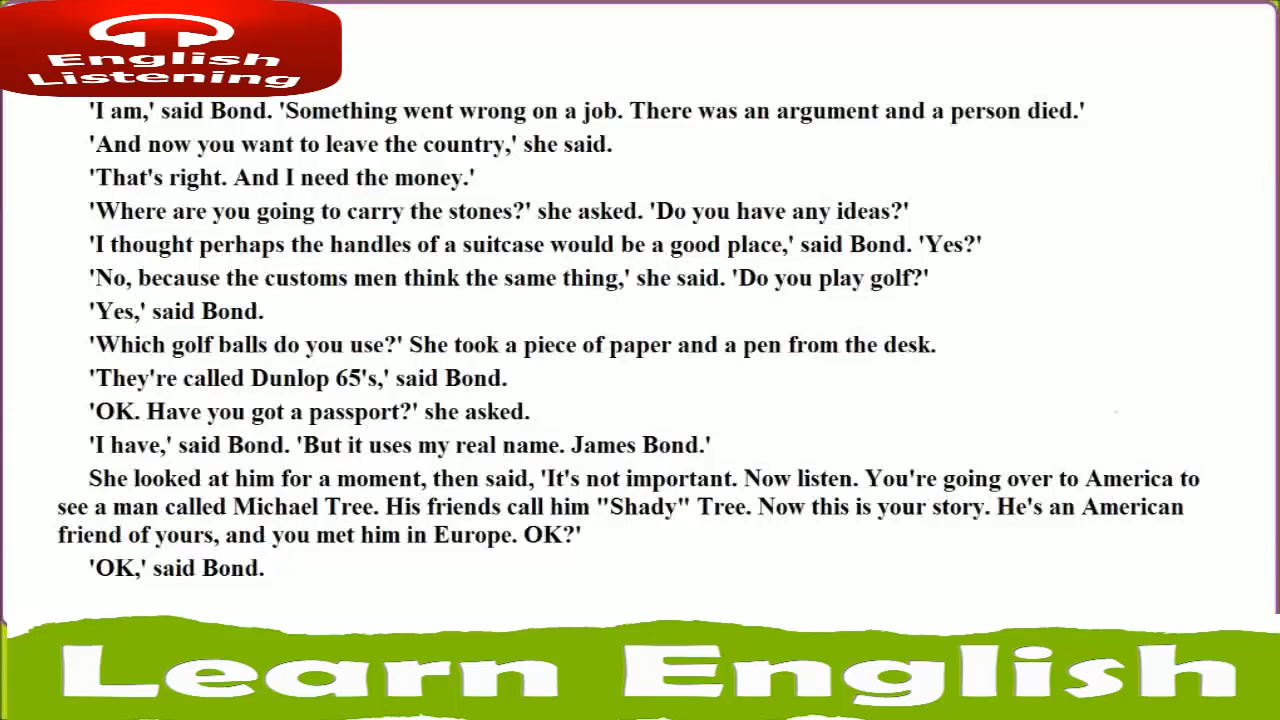 English
Listening
'I am,' said Bond. 'Something went wrong on a job. There was an argument and a person died.'
'And now you want to leave the country,' she said.
'That's right. And I need the money.'
'Where are you going to carry the stones?' she asked. 'Do you have any ideas?'
'I thought perhaps the handles of a suitcase would be a good place,' said Bond. 'Yes?'
'No, because the customs men think the same thing,' she said. 'Do you play golf?'
'Yes,' said Bond.
'Which golf balls do you use?' She took a piece of paper and a pen from the desk.
'They're called Dunlop 65's,' said Bond.
'OK. Have you got a passport?' she asked.
'I have,' said Bond. 'But it uses my real name. James Bond.'
She looked at him for a moment, then said, 'It's not important. Now listen. You're going over to America to
see a man called Michael Tree. His friends call him "Shady" Tree. Now this is your story. He's an American
friend of yours, and you met him in Europe. OK?'
'OK,' said Bond.
Learn English